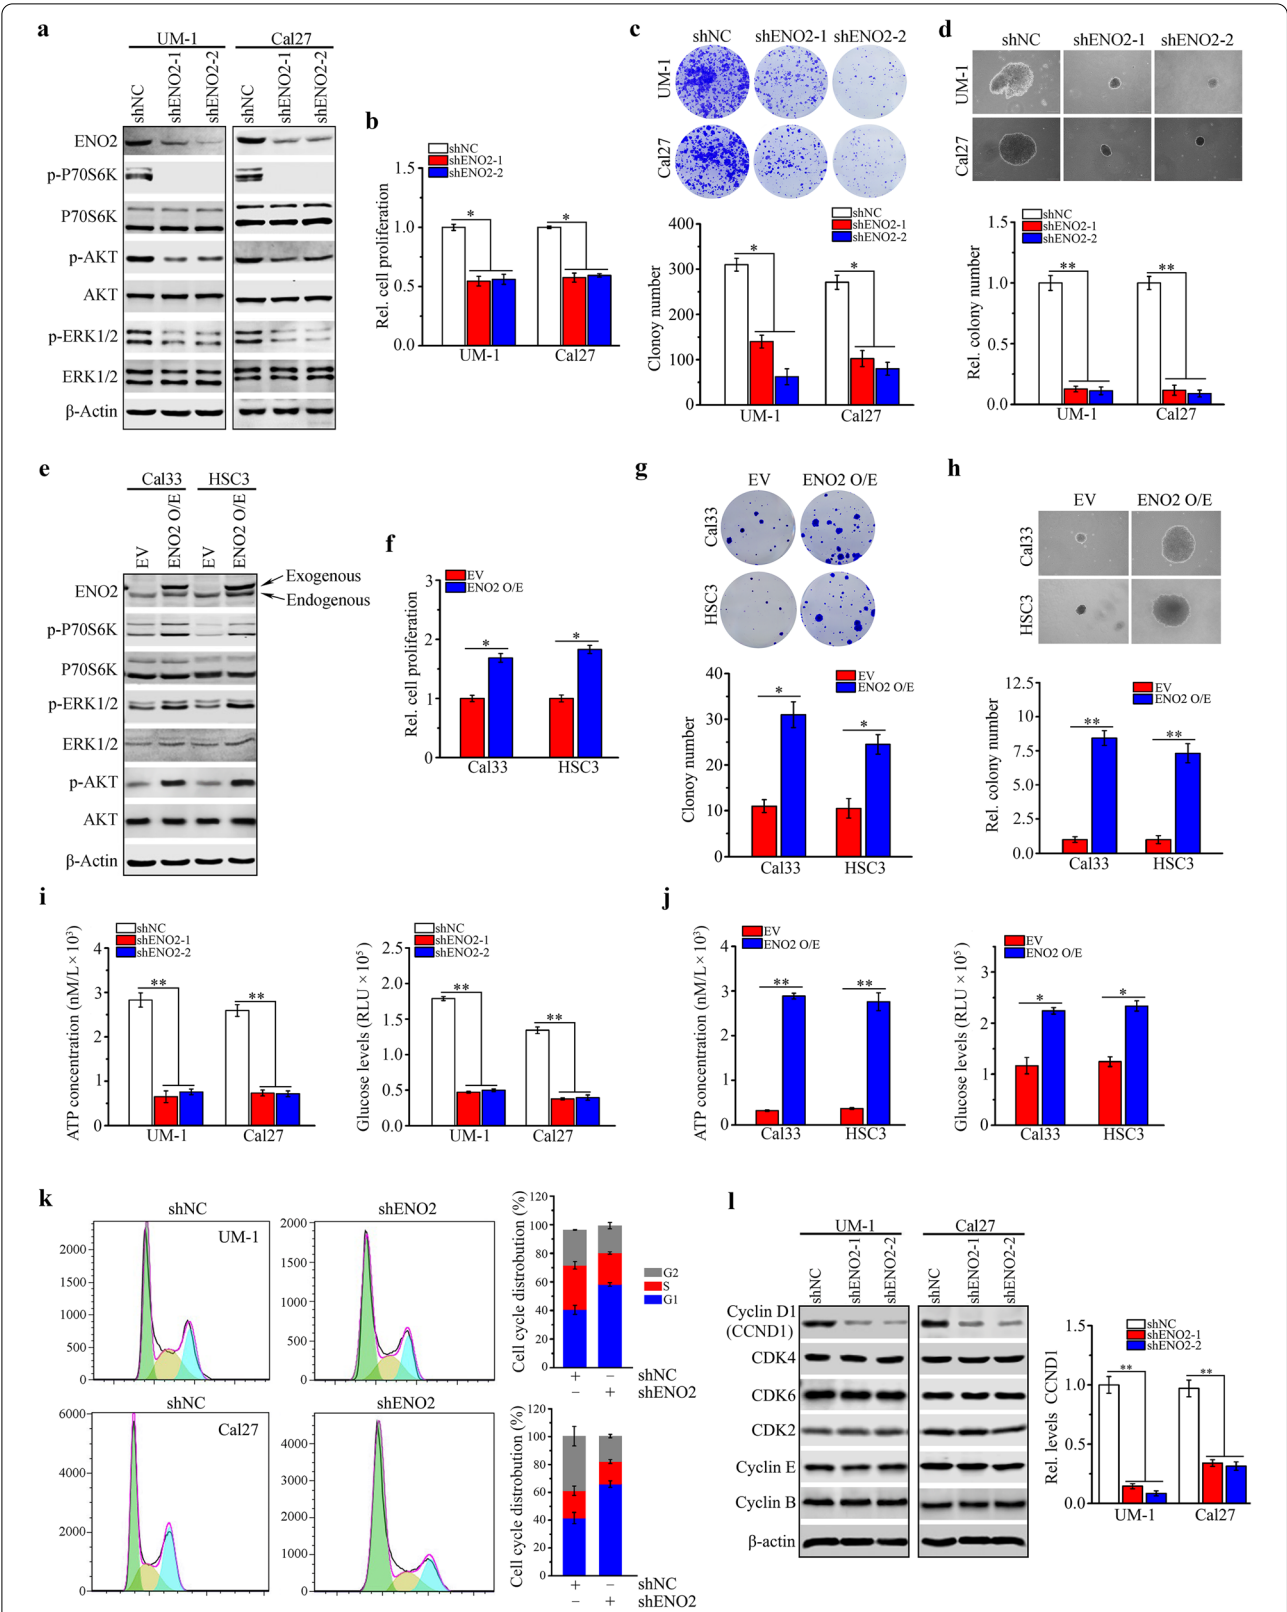 a
UM-1
Cal27
shNC
shENO2-1
shENO2-2
shNC
shENO2-1
shENO2-2
ENO2
p-P70S6K
P70S6K
p-AKT
AKT
p-ERK1/2
ERK1/2
β-Actin
b
shNC
shENO2-1
shENO2-2
Rel. cell proliferation
1.5
1.0
0.5
0.0
*
*
UM-1
Cal27
c
shNC
shENO2-1
shENO2-2
UM-1
Cal27
shNC
shENO2-1
shENO2-2
Clonoy number
400
300
200
100
0
*
*
UM-1
Cal27
d
shNC
shENO2-1
shENO2-2
UM-1
Cal27
shNC
shENO2-1
shENO2-2
Rel. colony number
1.5
1.0
0.5
0.0
**
**
UM-1
Cal27
e
Cal33
HSC3
EV
ENO2 O/E
EV
ENO2 O/E
ENO2
Exogenous
Endogenous
p-P70S6K
P70S6K
p-ERK1/2
ERK1/2
p-AKT
AKT
β-Actin
f
EV
ENO2 O/E
Rel. cell proliferation
3
2
1
0
*
*
Cal33
HSC3
g
EV
ENO2 O/E
Cal33
HSC3
EV
ENO2 O/E
Clonoy number
40
30
20
10
0
*
*
Cal33
HSC3
h
EV
ENO2 O/E
Cal33
HSC3
EV
ENO2 O/E
Rel. colony number
12.5
10
7.5
5.0
2.5
0.0
**
**
Cal33
HSC3
i
shNC
shENO2-1
shENO2-2
ATP concentration (nM/L × 10³)
4
3
2
1
0
**
**
UM-1
Cal27
shNC
shENO2-1
shENO2-2
Glucose levels (RLU × 10⁵)
2.5
2.0
1.5
1.0
0.5
0.0
**
**
UM-1
Cal27
j
EV
ENO2 O/E
ATP concentration (nM/L × 10³)
4
3
2
1
0
**
**
Cal33
HSC3
EV
ENO2 O/E
Glucose levels (RLU × 10⁵)
3
2
1
0
*
*
Cal33
HSC3
k
shNC
shENO2
UM-1
2000
1500
1000
500
0
2000
1500
1000
500
0
Cell cycle distrobution (%)
120
100
80
60
40
20
0
G2
S
G1
+ − shNC
− + shENO2
shNC
shENO2
Cal27
6000
4000
2000
0
4000
3000
2000
1000
0
Cell cycle distrobution (%)
120
100
80
60
40
20
0
+ − shNC
− + shENO2
l
UM-1
Cal27
shNC
shENO2-1
shENO2-2
shNC
shENO2-1
shENO2-2
Cyclin D1
(CCND1)
CDK4
CDK6
CDK2
Cyclin E
Cyclin B
β-actin
shNC
shENO2-1
shENO2-2
Rel. levels CCND1
1.5
1.0
0.5
0.0
**
**
UM-1
Cal27